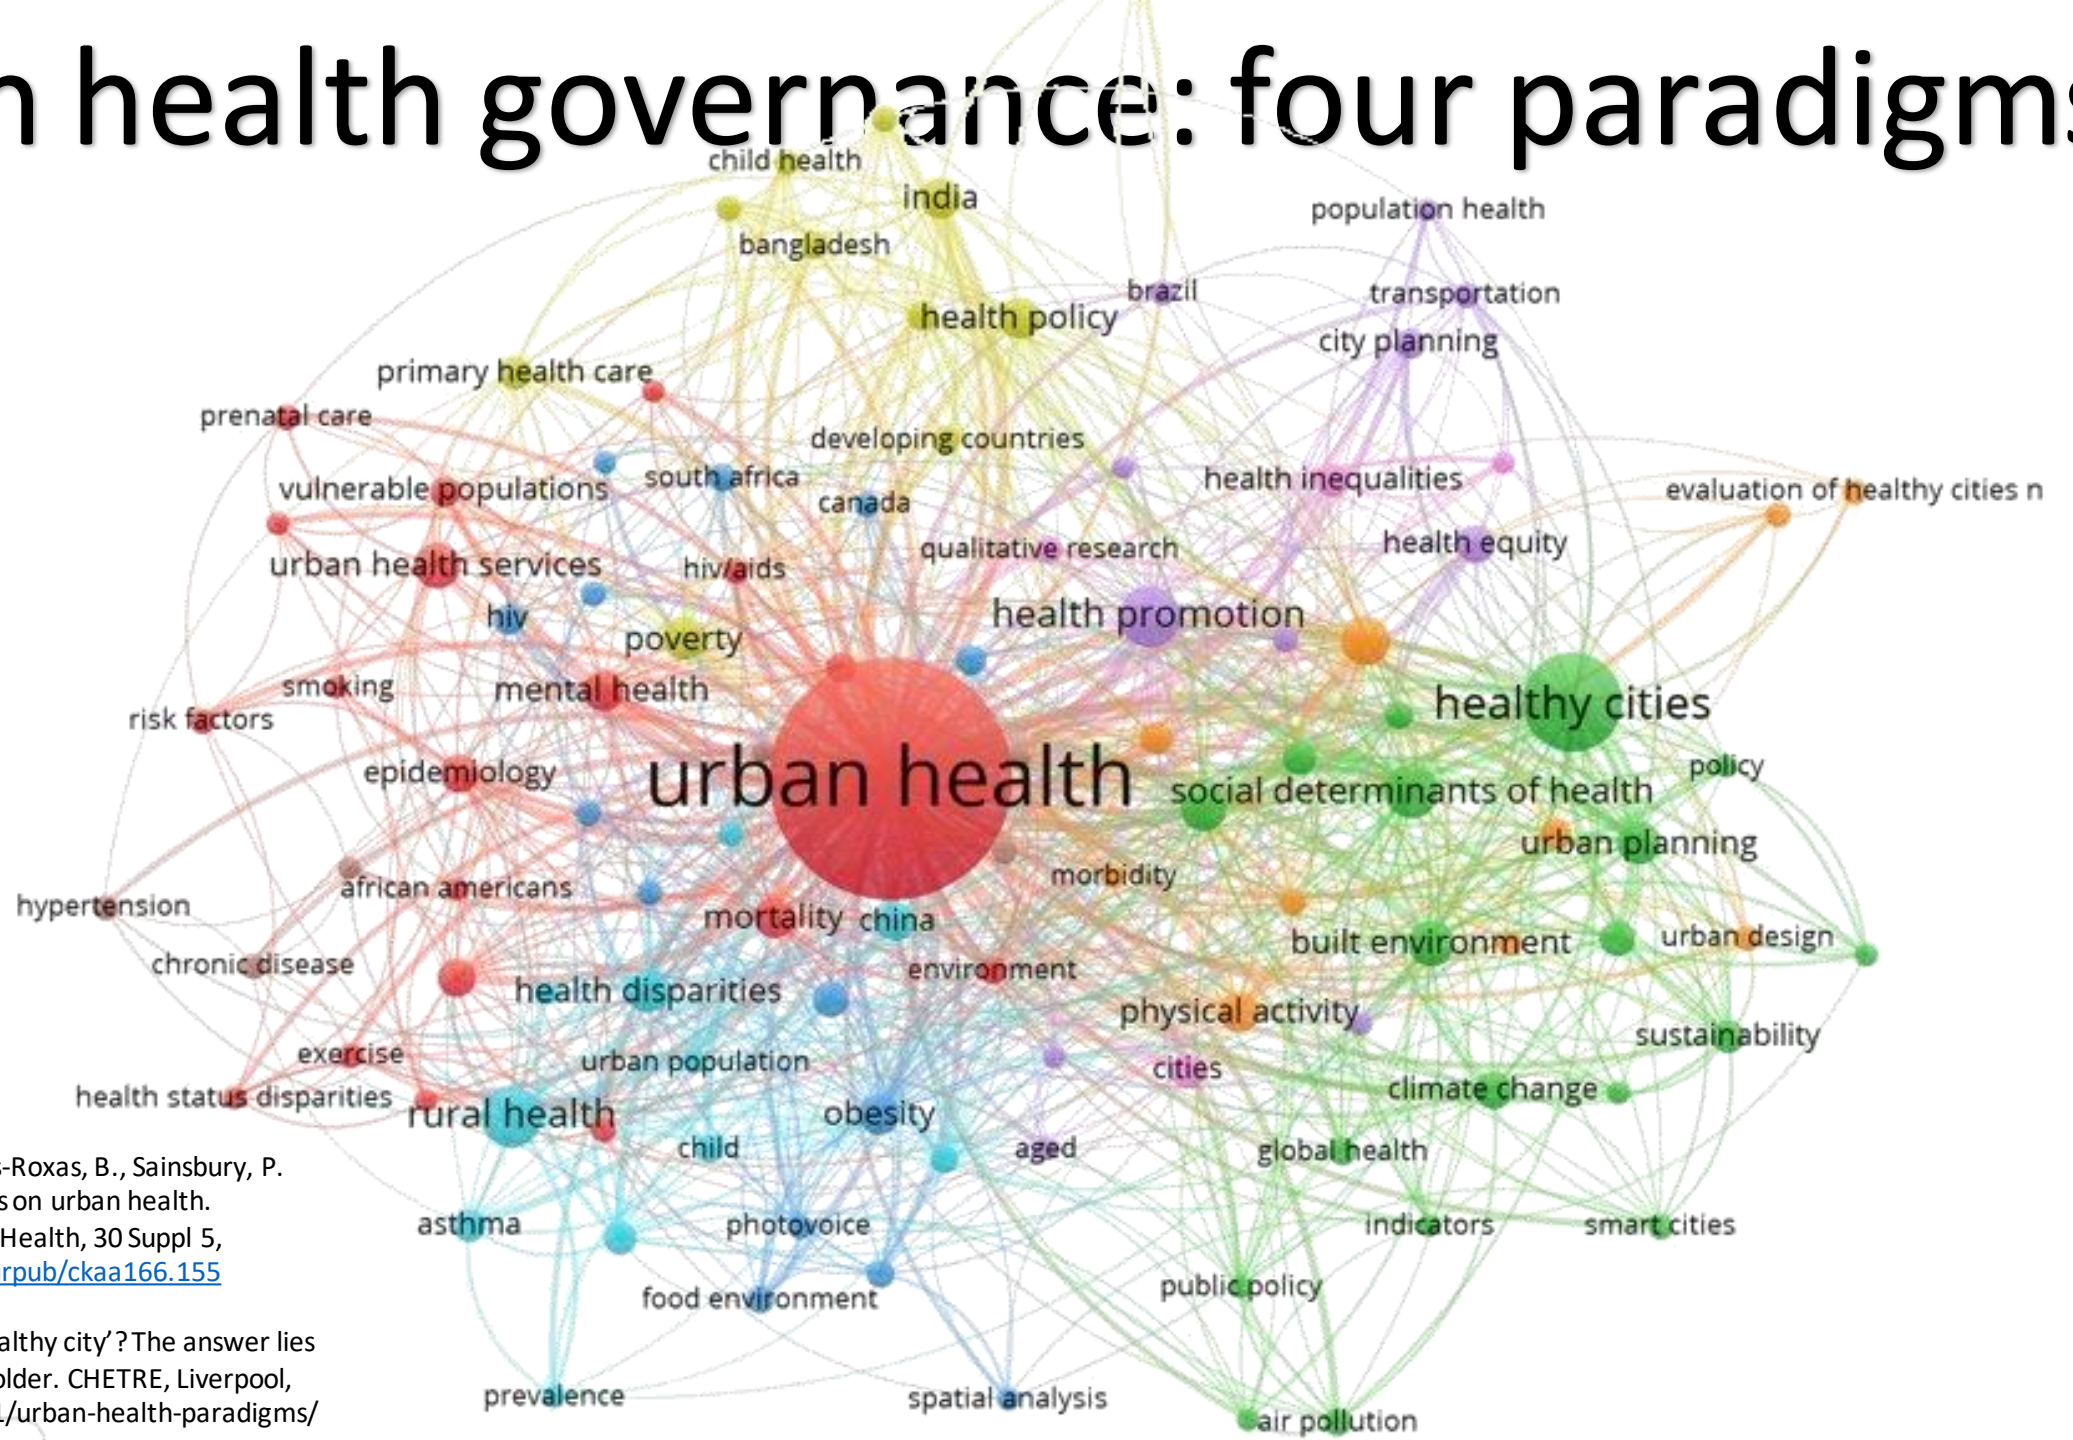 n health governance: four paradigms
child health
india
population health
bangladesh
brazil
transportation
health policy
city planning
primary health care
prenatal care
developing countries
south africa
health inequalities
vulnerable populations
canada
evaluation of healthy cities n
qualitative research
health equity
urban health services
hiv/aids
hiv
health promotion
poverty
smoking
mental health
healthy cities
risk factors
policy
epidemiology
urban health
social determinants of health
urban planning
morbidity
african americans
hypertension
mortality
china
built environment
urban design
chronic disease
environment
health disparities
physical activity
sustainability
exercise
urban population
cities
climate change
health status disparities
rural health
obesity
child
aged
global health
s-Roxas, B., Sainsbury, P.
s on urban health.
Health, 30 Suppl 5,
urpub/ckaa166.155
asthma
photovoice
indicators
smart cities
food environment
public policy
althy city’? The answer lies
older. CHETRE, Liverpool,
1/urban-health-paradigms/
prevalence
spatial analysis
air pollution